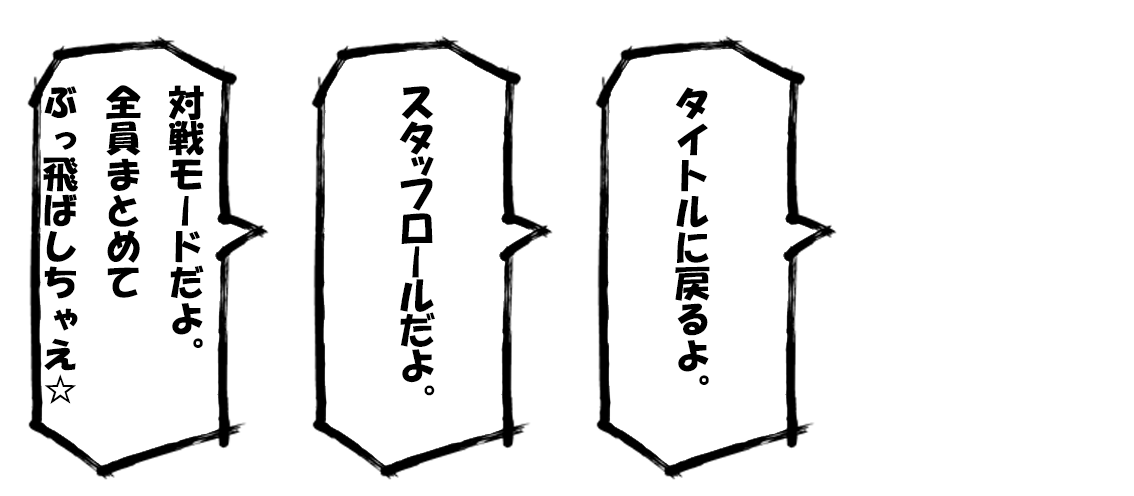 対戦モードだよ。
全員まとめて
ぶっ飛ばしちゃえ☆
スタッフロールだよ。
タイトルに戻るよ。